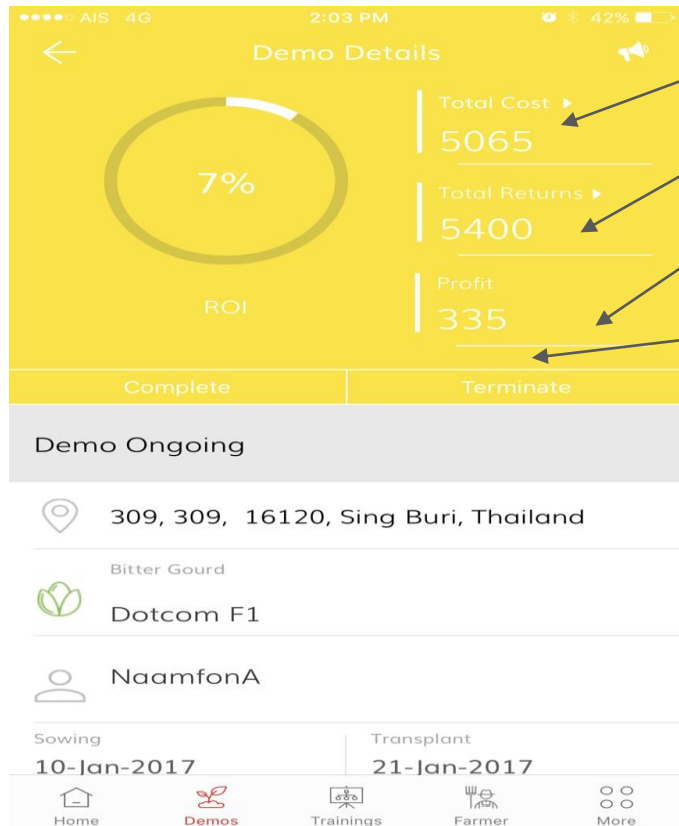 AIS 4G 2:03 PM 42%
Demo Details
Total Cost
5065
7%
Total Returns
5400
ROI
Profit
335
Complete Terminate
Demo Ongoing
309, 309, 16120, Sing Buri, Thailand
Bitter Gourd
Dotcom F1
NaamfonA
Sowing Transplant
10-Jan-2017 21-Jan-2017
Home Demos Trainings Farmer More